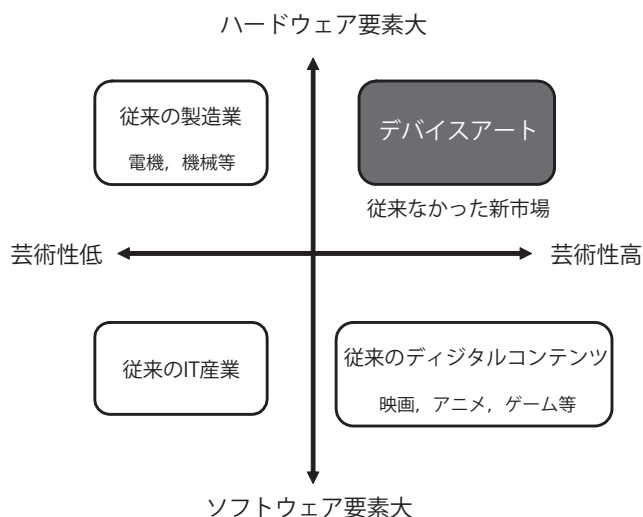 ハードウェア要素大
従来の製造業
電機，機械等
デバイスアート
従来なかった新市場
芸術性低
芸術性高
従来のIT産業
従来のディジタルコンテンツ
映画，アニメ，ゲーム等
ソフトウェア要素大